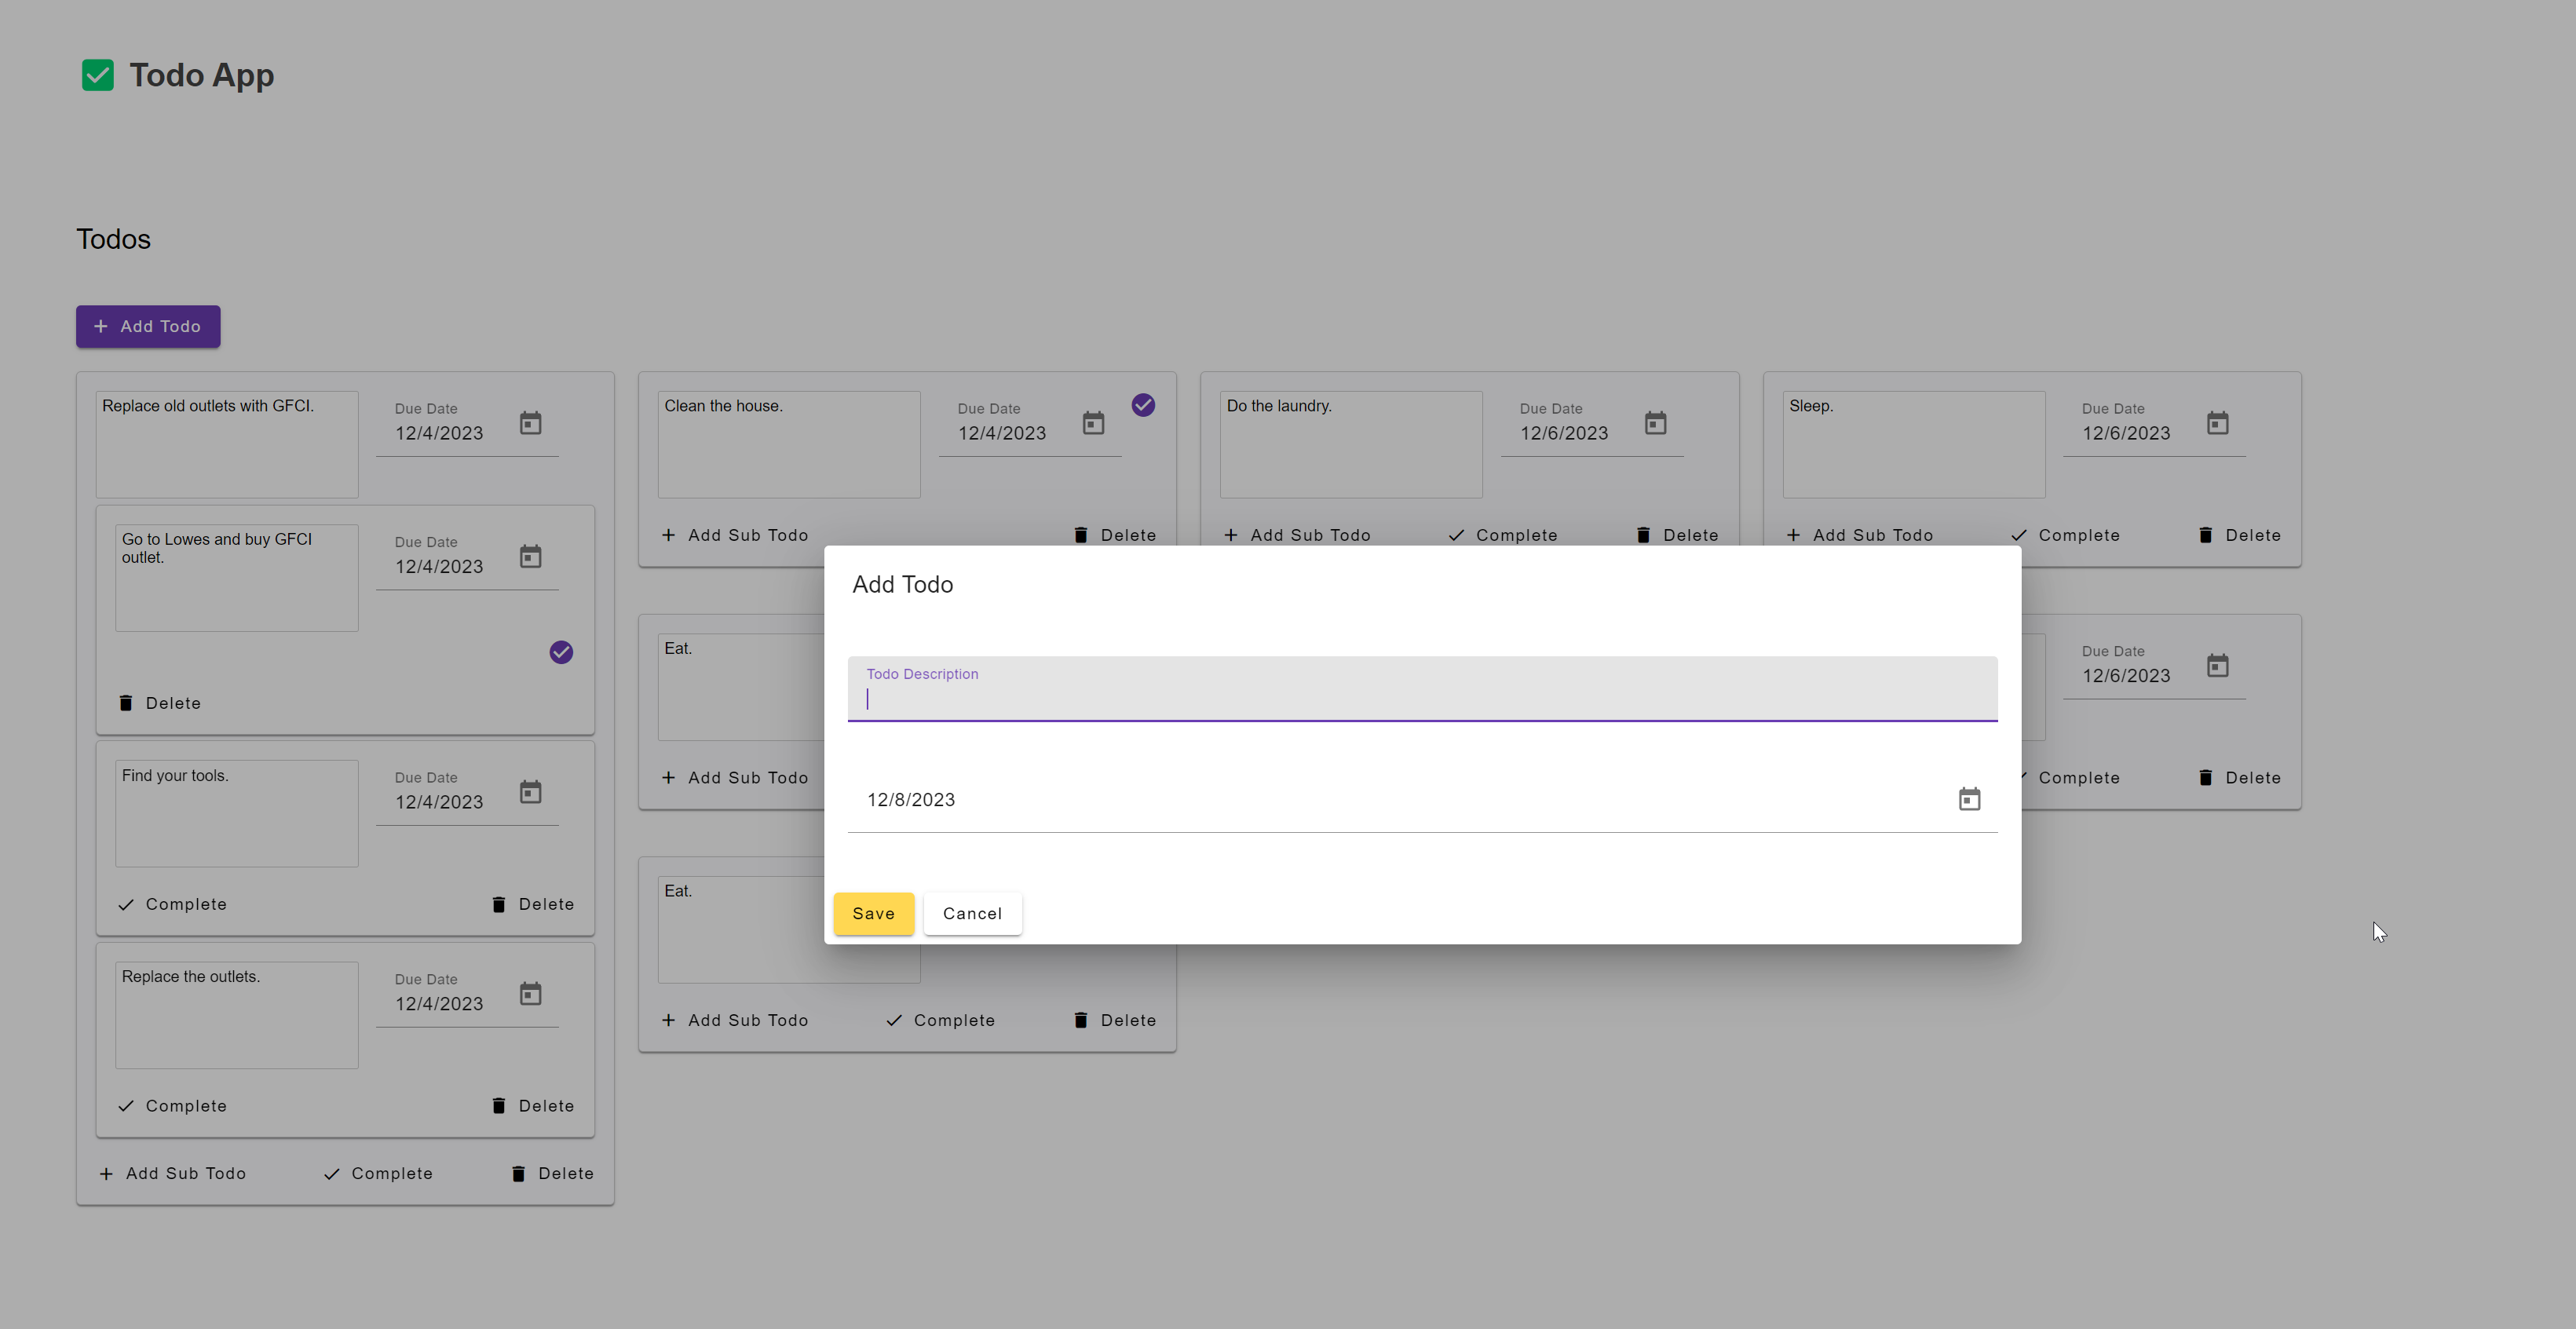 Todo App
Todos
+ Add Todo
Replace old outlets with GFCI.
Due Date
12/4/2023
Go to Lowes and buy GFCI
outlet.
Due Date
12/4/2023
Delete
Find your tools.
Due Date
12/4/2023
Complete Delete
Replace the outlets.
Due Date
12/4/2023
Complete Delete
+ Add Sub Todo Complete Delete
Clean the house.
Due Date
12/4/2023
+ Add Sub Todo Delete
Do the laundry.
Due Date
12/6/2023
+ Add Sub Todo Complete Delete
Sleep.
Due Date
12/6/2023
+ Add Sub Todo Complete Delete
Eat.
+ Add Sub Todo
Due Date
12/6/2023
Complete Delete
Eat.
+ Add Sub Todo Complete Delete
Add Todo
Todo Description
12/8/2023
Save Cancel